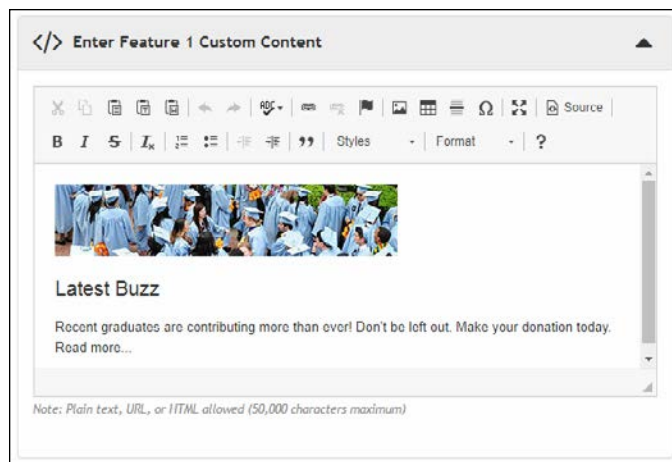 </> Enter Feature 1 Custom Content
ABC
Ω
Source
B I S Ix
Styles
Format
?
Latest Buzz
Recent graduates are contributing more than ever! Don't be left out. Make your donation today.
Read more...
Note: Plain text, URL, or HTML allowed (50,000 characters maximum)